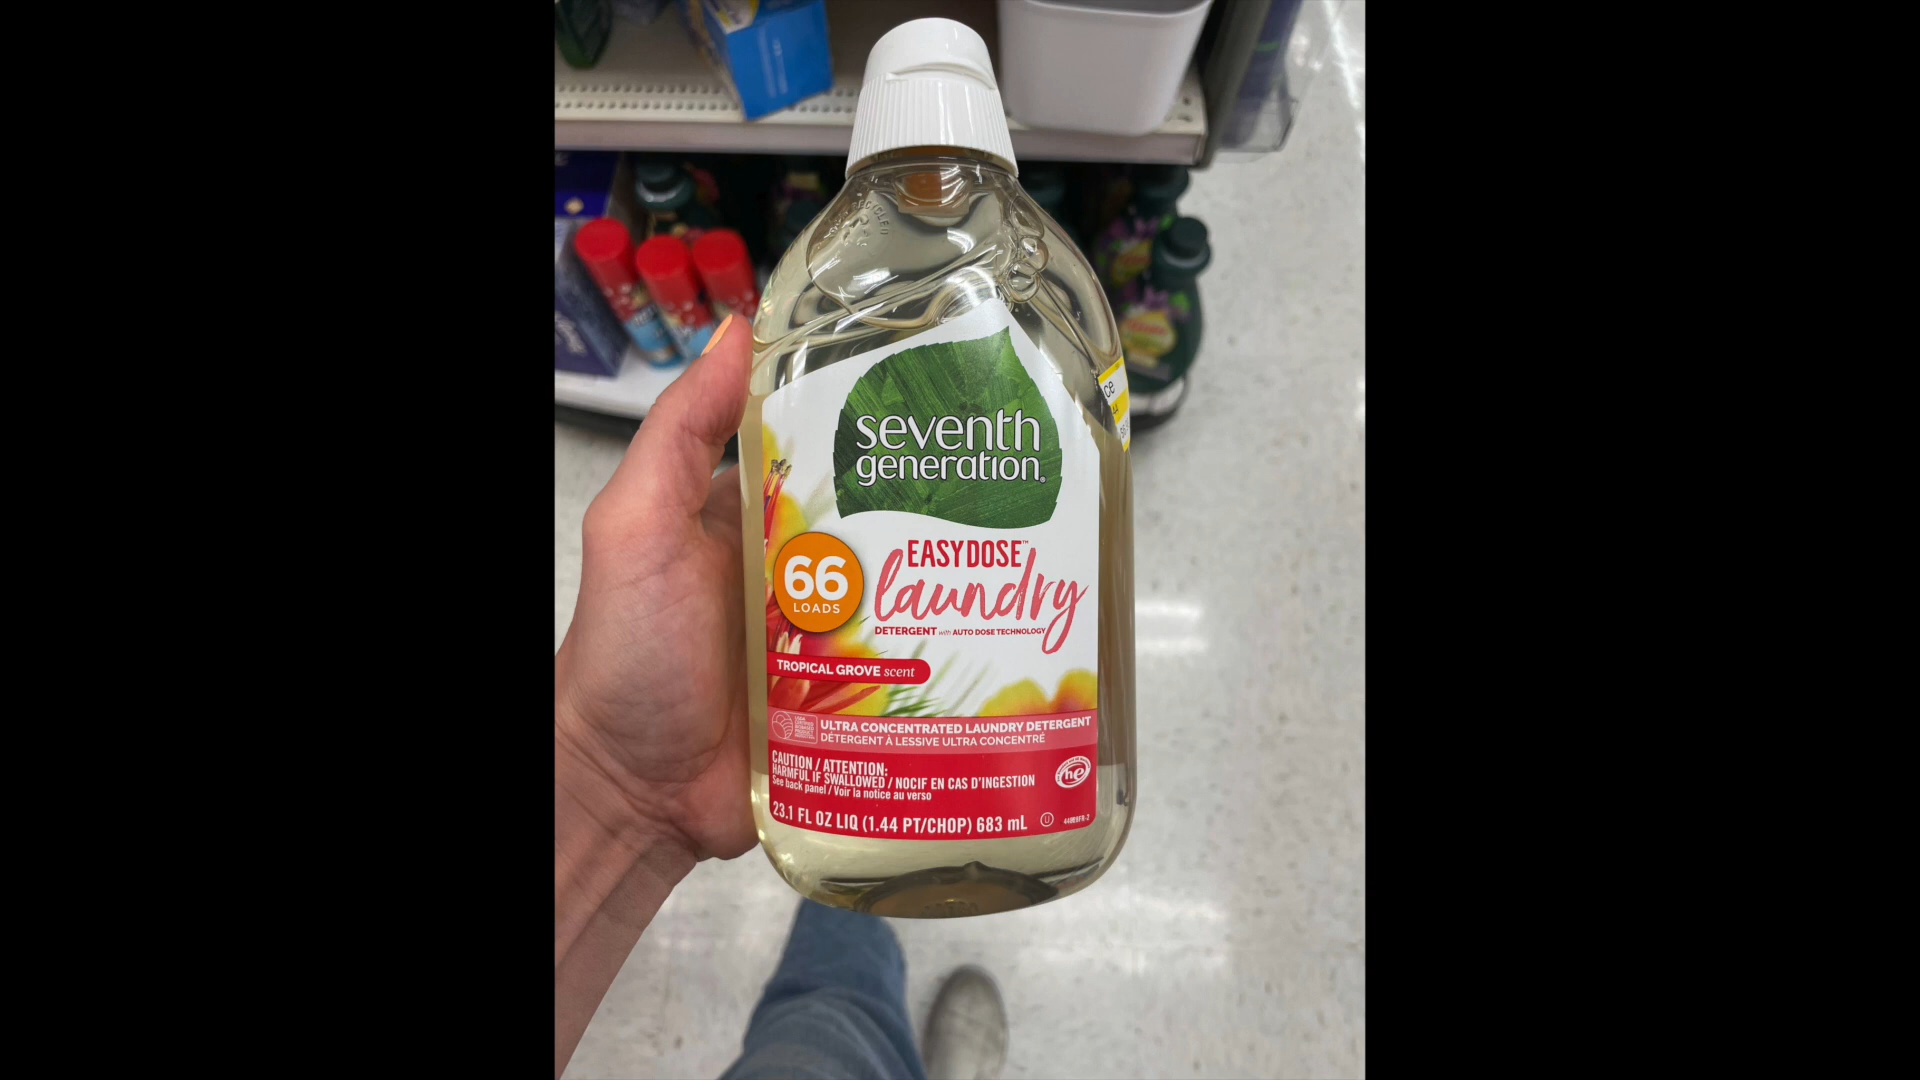 seventh
generation®
EASYDOSE™
laundry
66
LOADS
DETERGENT with AUTO DOSE TECHNOLOGY
TROPICAL GROVE scent
ULTRA CONCENTRATED LAUNDRY DETERGENT
DÉTERGENT À LESSIVE ULTRA CONCENTRÉ
CAUTION / ATTENTION:
HARMFUL IF SWALLOWED / NOCIF EN CAS D'INGESTION
See back panel / Voir la notice au verso
he
23.1 FL OZ LIQ (1.44 PT/CHOP) 683 mL
U
ce